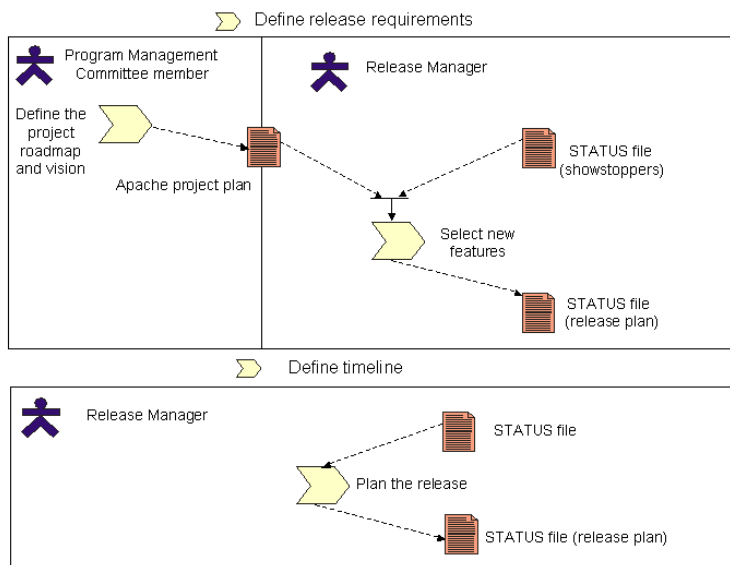 Define release requirements
Program Management
Committee member
Release Manager
Define the
project
roadmap
and vision
Apache project plan
STATUS file
(showstoppers)
Select new
features
STATUS file
(release plan)
Define timeline
Release Manager
STATUS file
Plan the release
STATUS file (release plan)